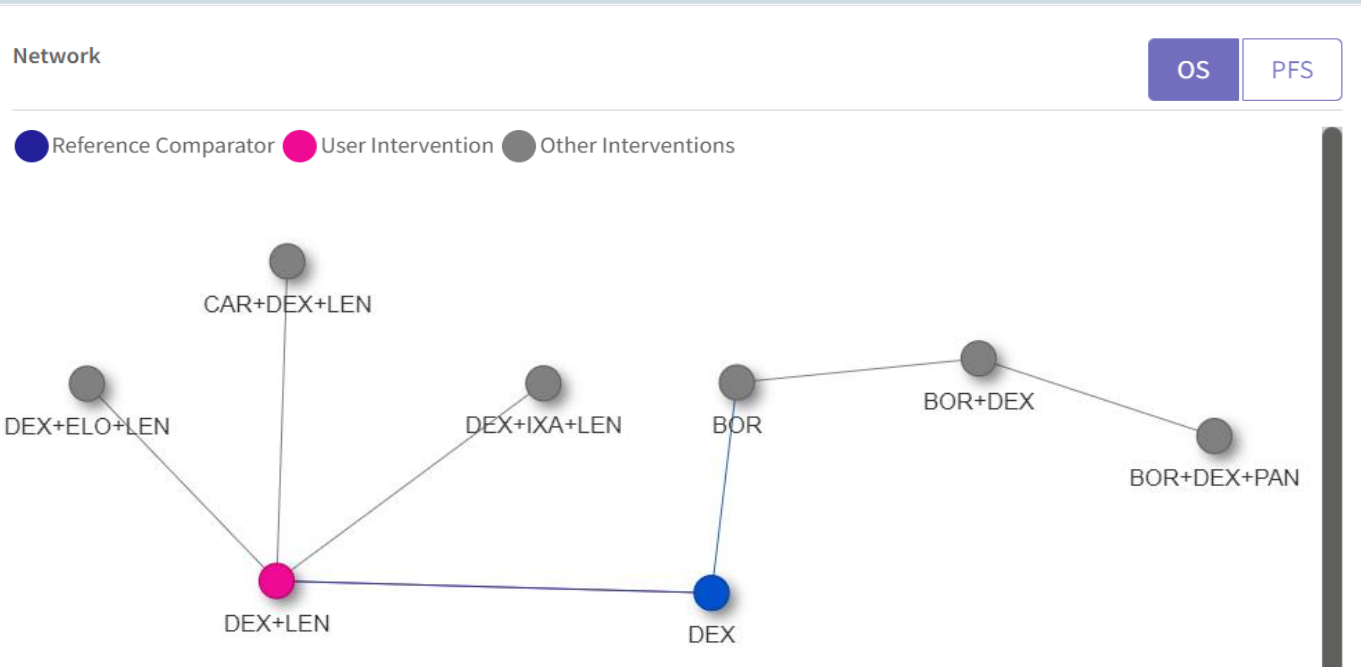 Network
OS
PFS
Reference Comparator
User Intervention
Other Interventions
CAR+DEX+LEN
DEX+ELO+LEN
DEX+IXA+LEN
BOR
BOR+DEX
BOR+DEX+PAN
DEX+LEN
DEX